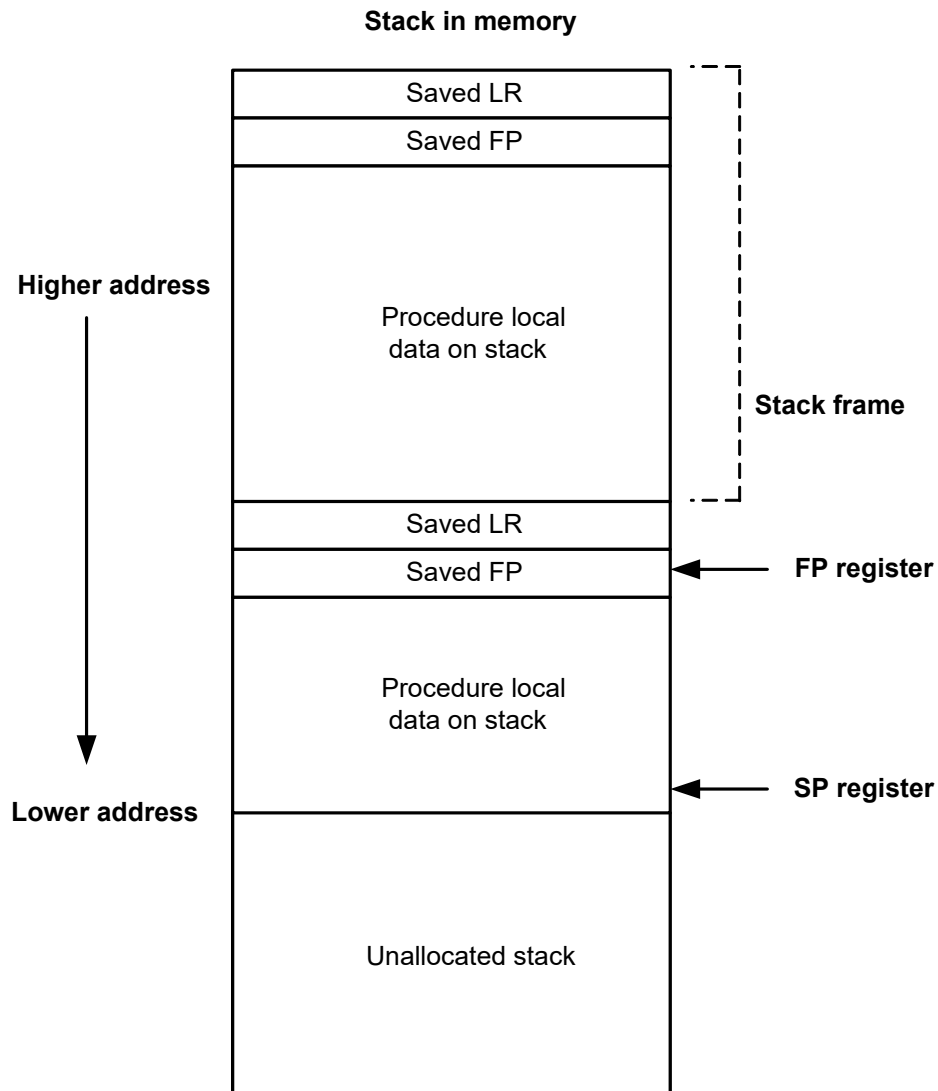 Stack in memory
Saved LR
Saved FP
Higher address
Procedure local
data on stack
Stack frame
Saved LR
Saved FP
FP register
Procedure local
data on stack
SP register
Lower address
Unallocated stack